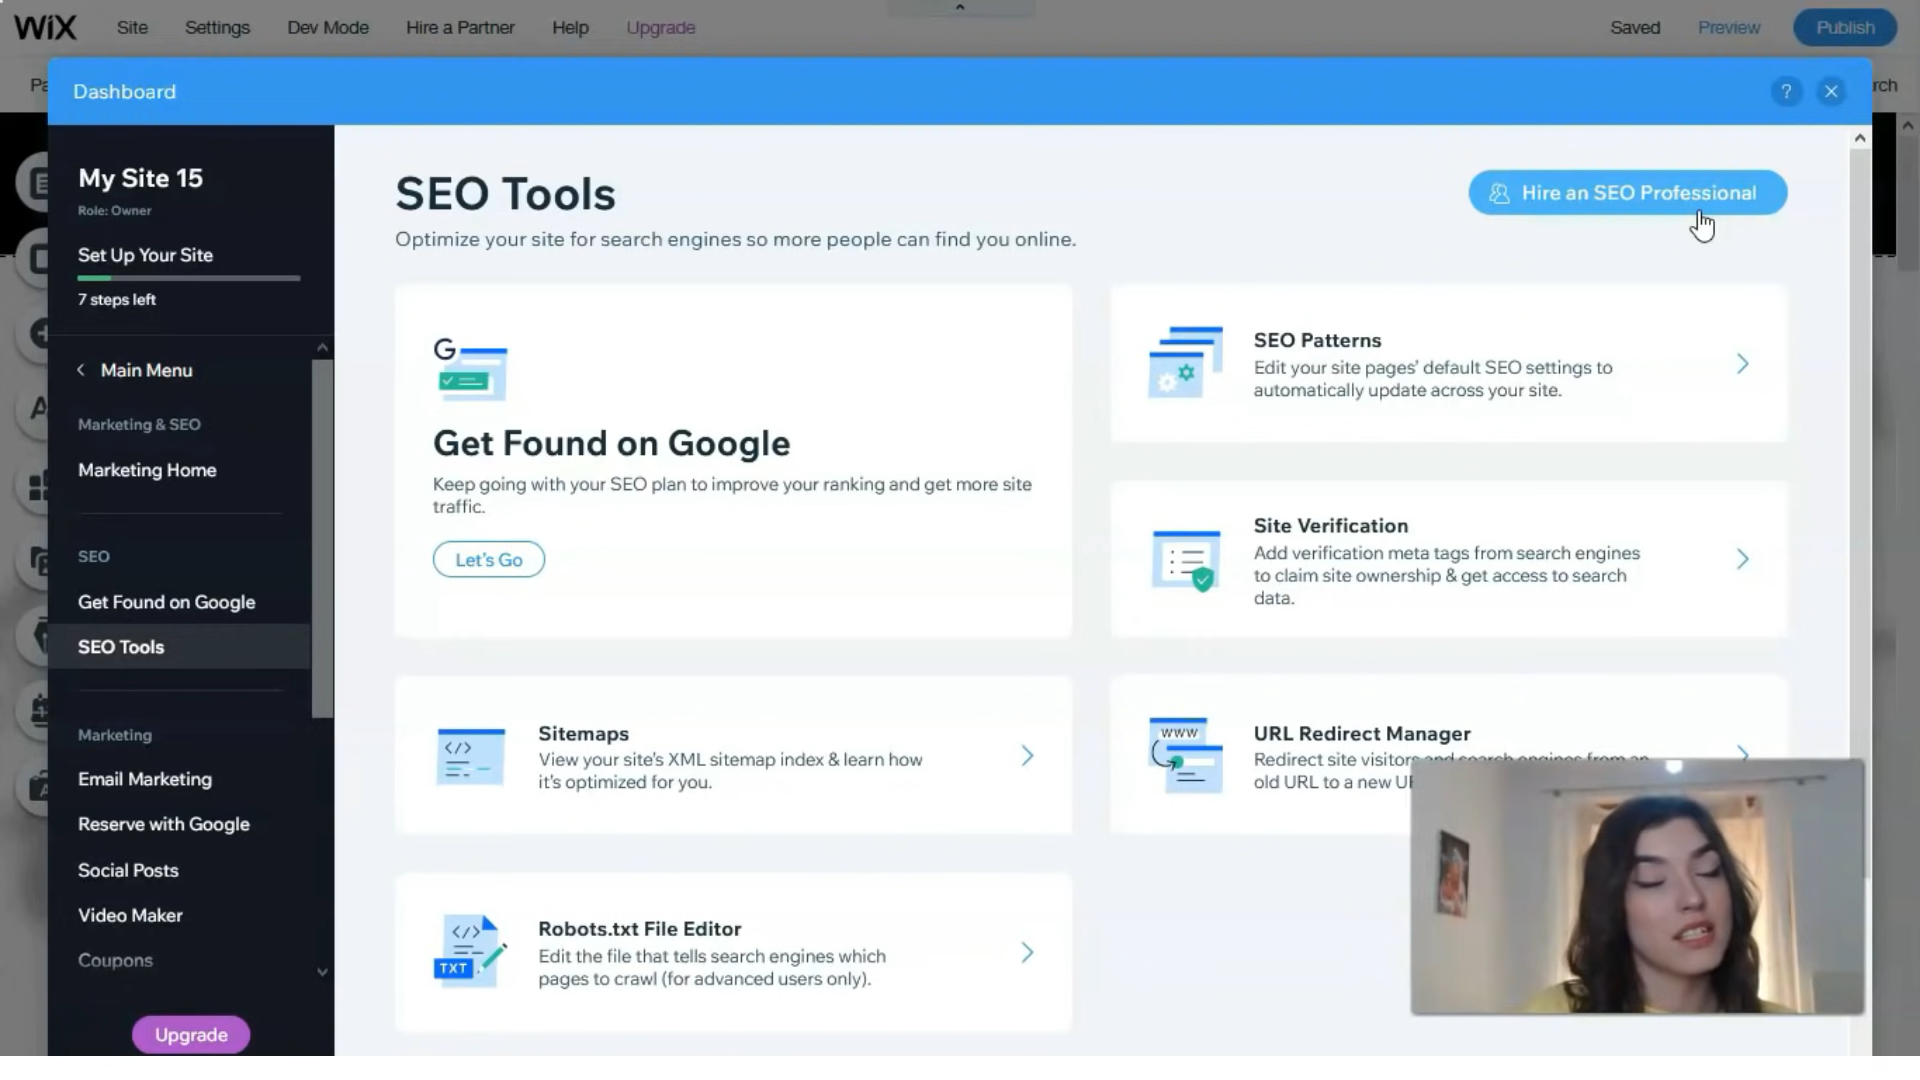 WiX Site Settings Dev Mode Hire a Partner Help Upgrade Saved Preview Publish
Dashboard ?
My Site 15
Role: Owner
Set Up Your Site
7 steps left
Main Menu
Marketing & SEO
Marketing Home
SEO
Get Found on Google
SEO Tools
Marketing
Email Marketing
Reserve with Google
Social Posts
Video Maker
Coupons
Upgrade
SEO Tools
Optimize your site for search engines so more people can find you online.
Hire an SEO Professional
G
Get Found on Google
Keep going with your SEO plan to improve your ranking and get more site
traffic.
Let's Go
SEO Patterns
Edit your site pages' default SEO settings to
automatically update across your site.
Site Verification
Add verification meta tags from search engines
to claim site ownership & get access to search
data.
</>
Sitemaps
View your site's XML sitemap index & learn how
it's optimized for you.
www
URL Redirect Manager
Redirect site visitors and search engines from an
old URL to a new
</>
TXT
Robots.txt File Editor
Edit the file that tells search engines which
pages to crawl (for advanced users only).